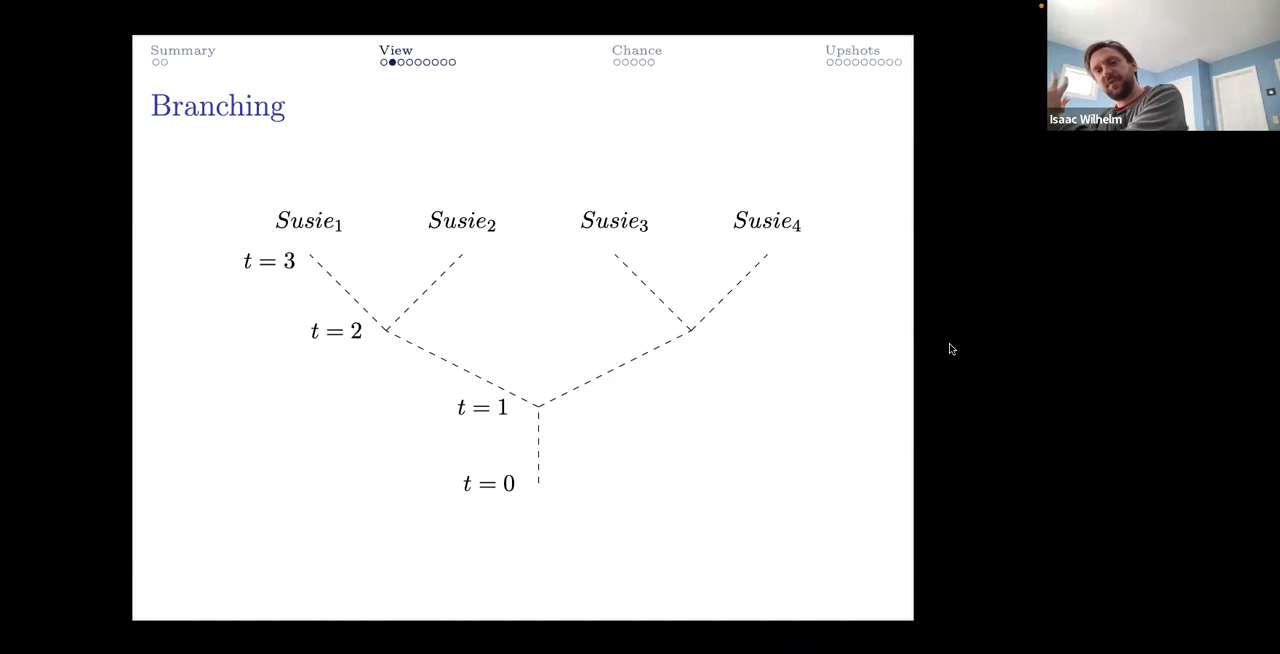 Summary View Chance Upshots
Isaac Wilhelm
Branching
Susie₁ Susie₂ Susie₃ Susie₄
t = 3
t = 2
t = 1
t = 0